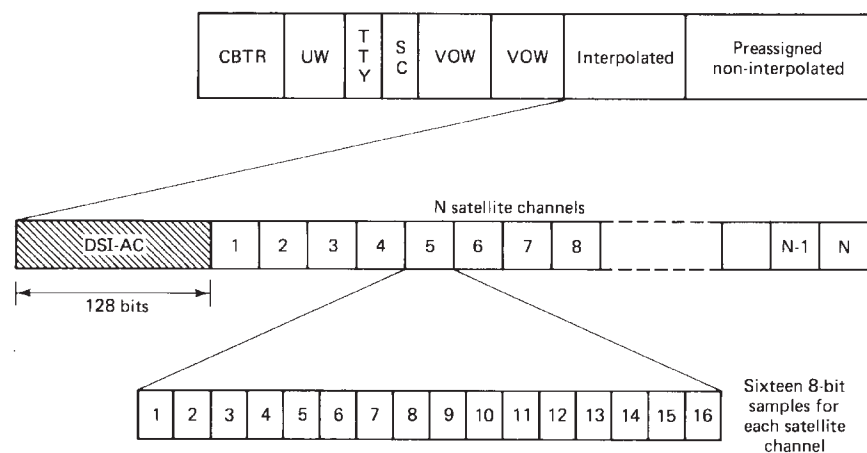 CBTR UW TTY SC VOW VOW Interpolated Preassigned
non-interpolated
N satellite channels
DSI-AC 1 2 3 4 5 6 7 8 N-1 N
128 bits
1 2 3 4 5 6 7 8 9 10 11 12 13 14 15 16
Sixteen 8-bit
samples for
each satellite
channel